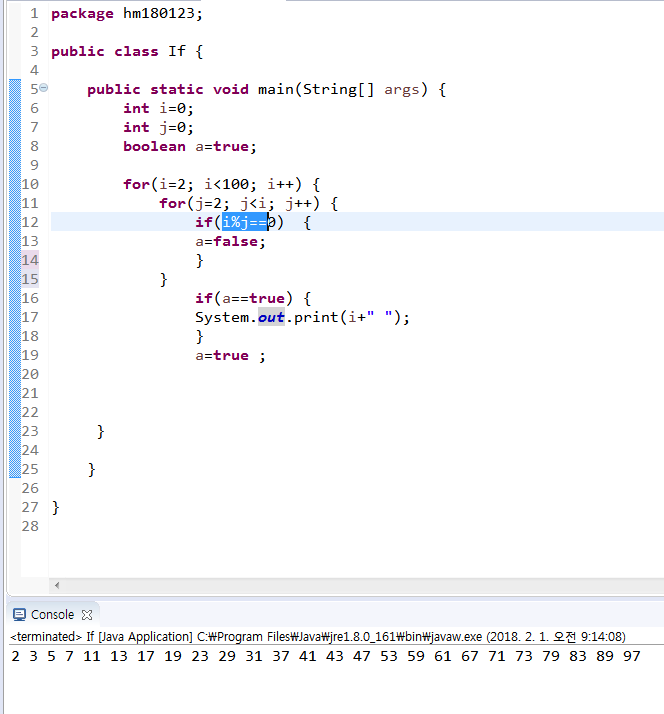 1 package hm180123;
2
3 public class If {
4
5 public static void main(String[] args) {
6 int i=0;
7 int j=0;
8 boolean a=true;
9
10 for(i=2; i<100; i++) {
11 for(j=2; j<i; j++) {
12 if(i%j==0) {
13 a=false;
14 }
15 }
16 if(a==true) {
17 System.out.print(i+" ");
18 }
19 a=true ;
20
21
22
23 }
24
25 }
26
27 }
28
Console
<terminated> If [Java Application] C:₩Program Files₩Java₩jre1.8.0_161₩bin₩javaw.exe (2018. 2. 1. 오전 9:14:08)
2 3 5 7 11 13 17 19 23 29 31 37 41 43 47 53 59 61 67 71 73 79 83 89 97